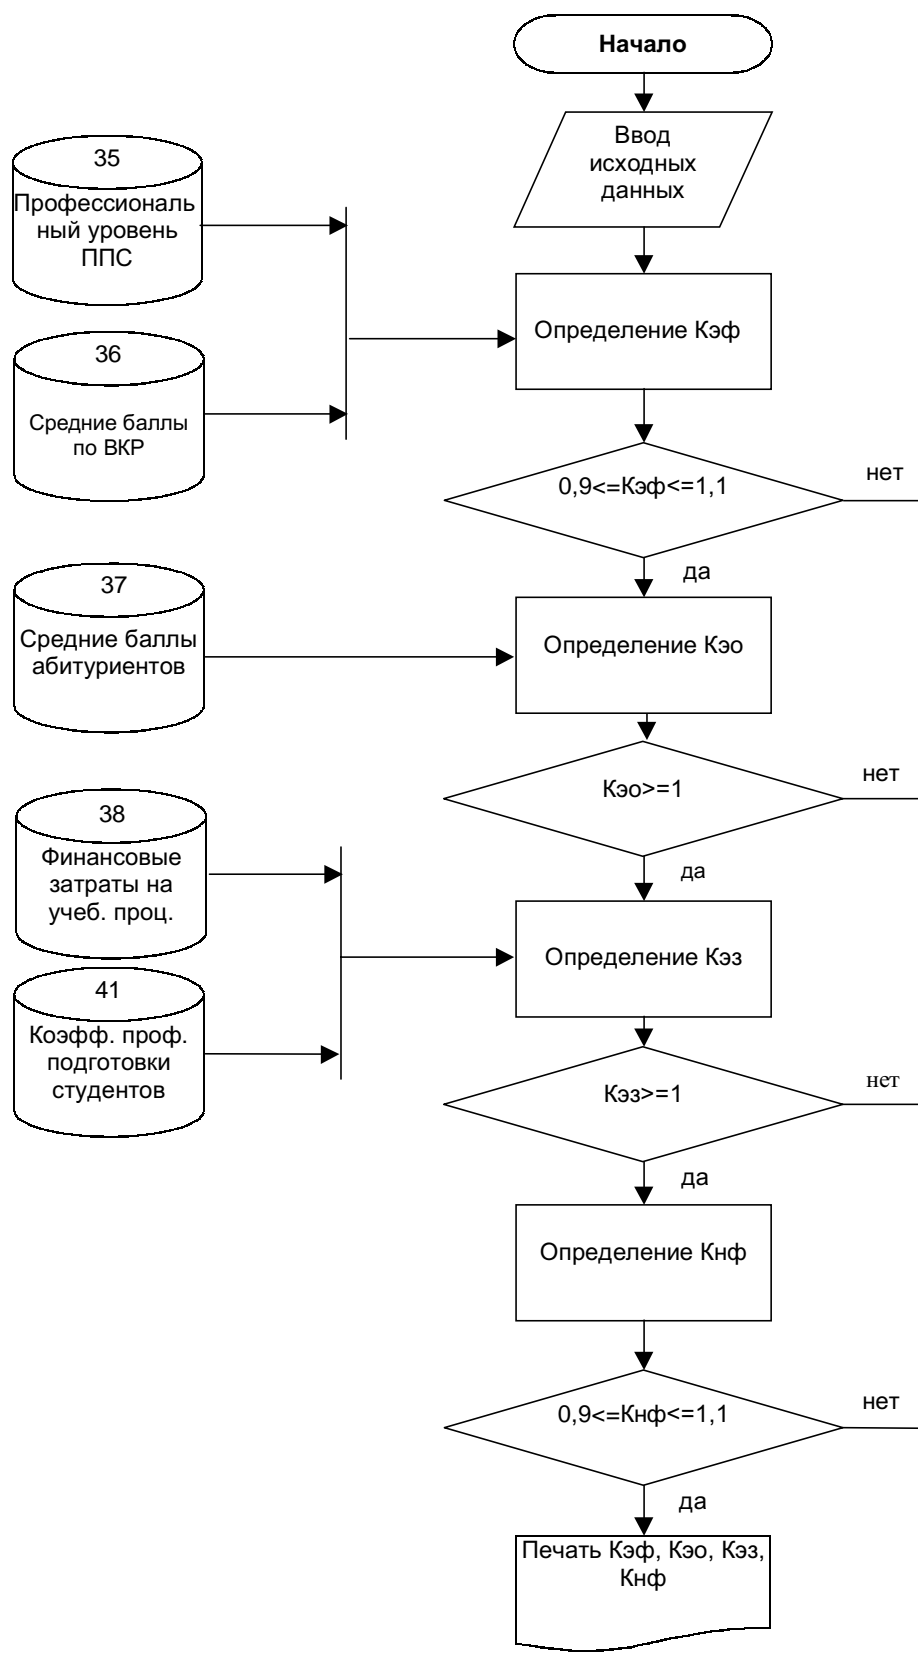 Начало
Ввод
исходных
данных
35
Профессиональ
ный уровень
ППС
Определение Кэф
36
Средние баллы
по ВКР
0,9<=Кэф<=1,1
нет
да
37
Средние баллы
абитуриентов
Определение Кэо
Кэо>=1
нет
да
38
Финансовые
затраты на
учеб. проц.
Определение Кэз
41
Коэфф. проф.
подготовки
студентов
Кэз>=1
нет
да
Определение Кнф
0,9<=Кнф<=1,1
нет
да
Печать Кэф, Кэо, Кэз,
Кнф